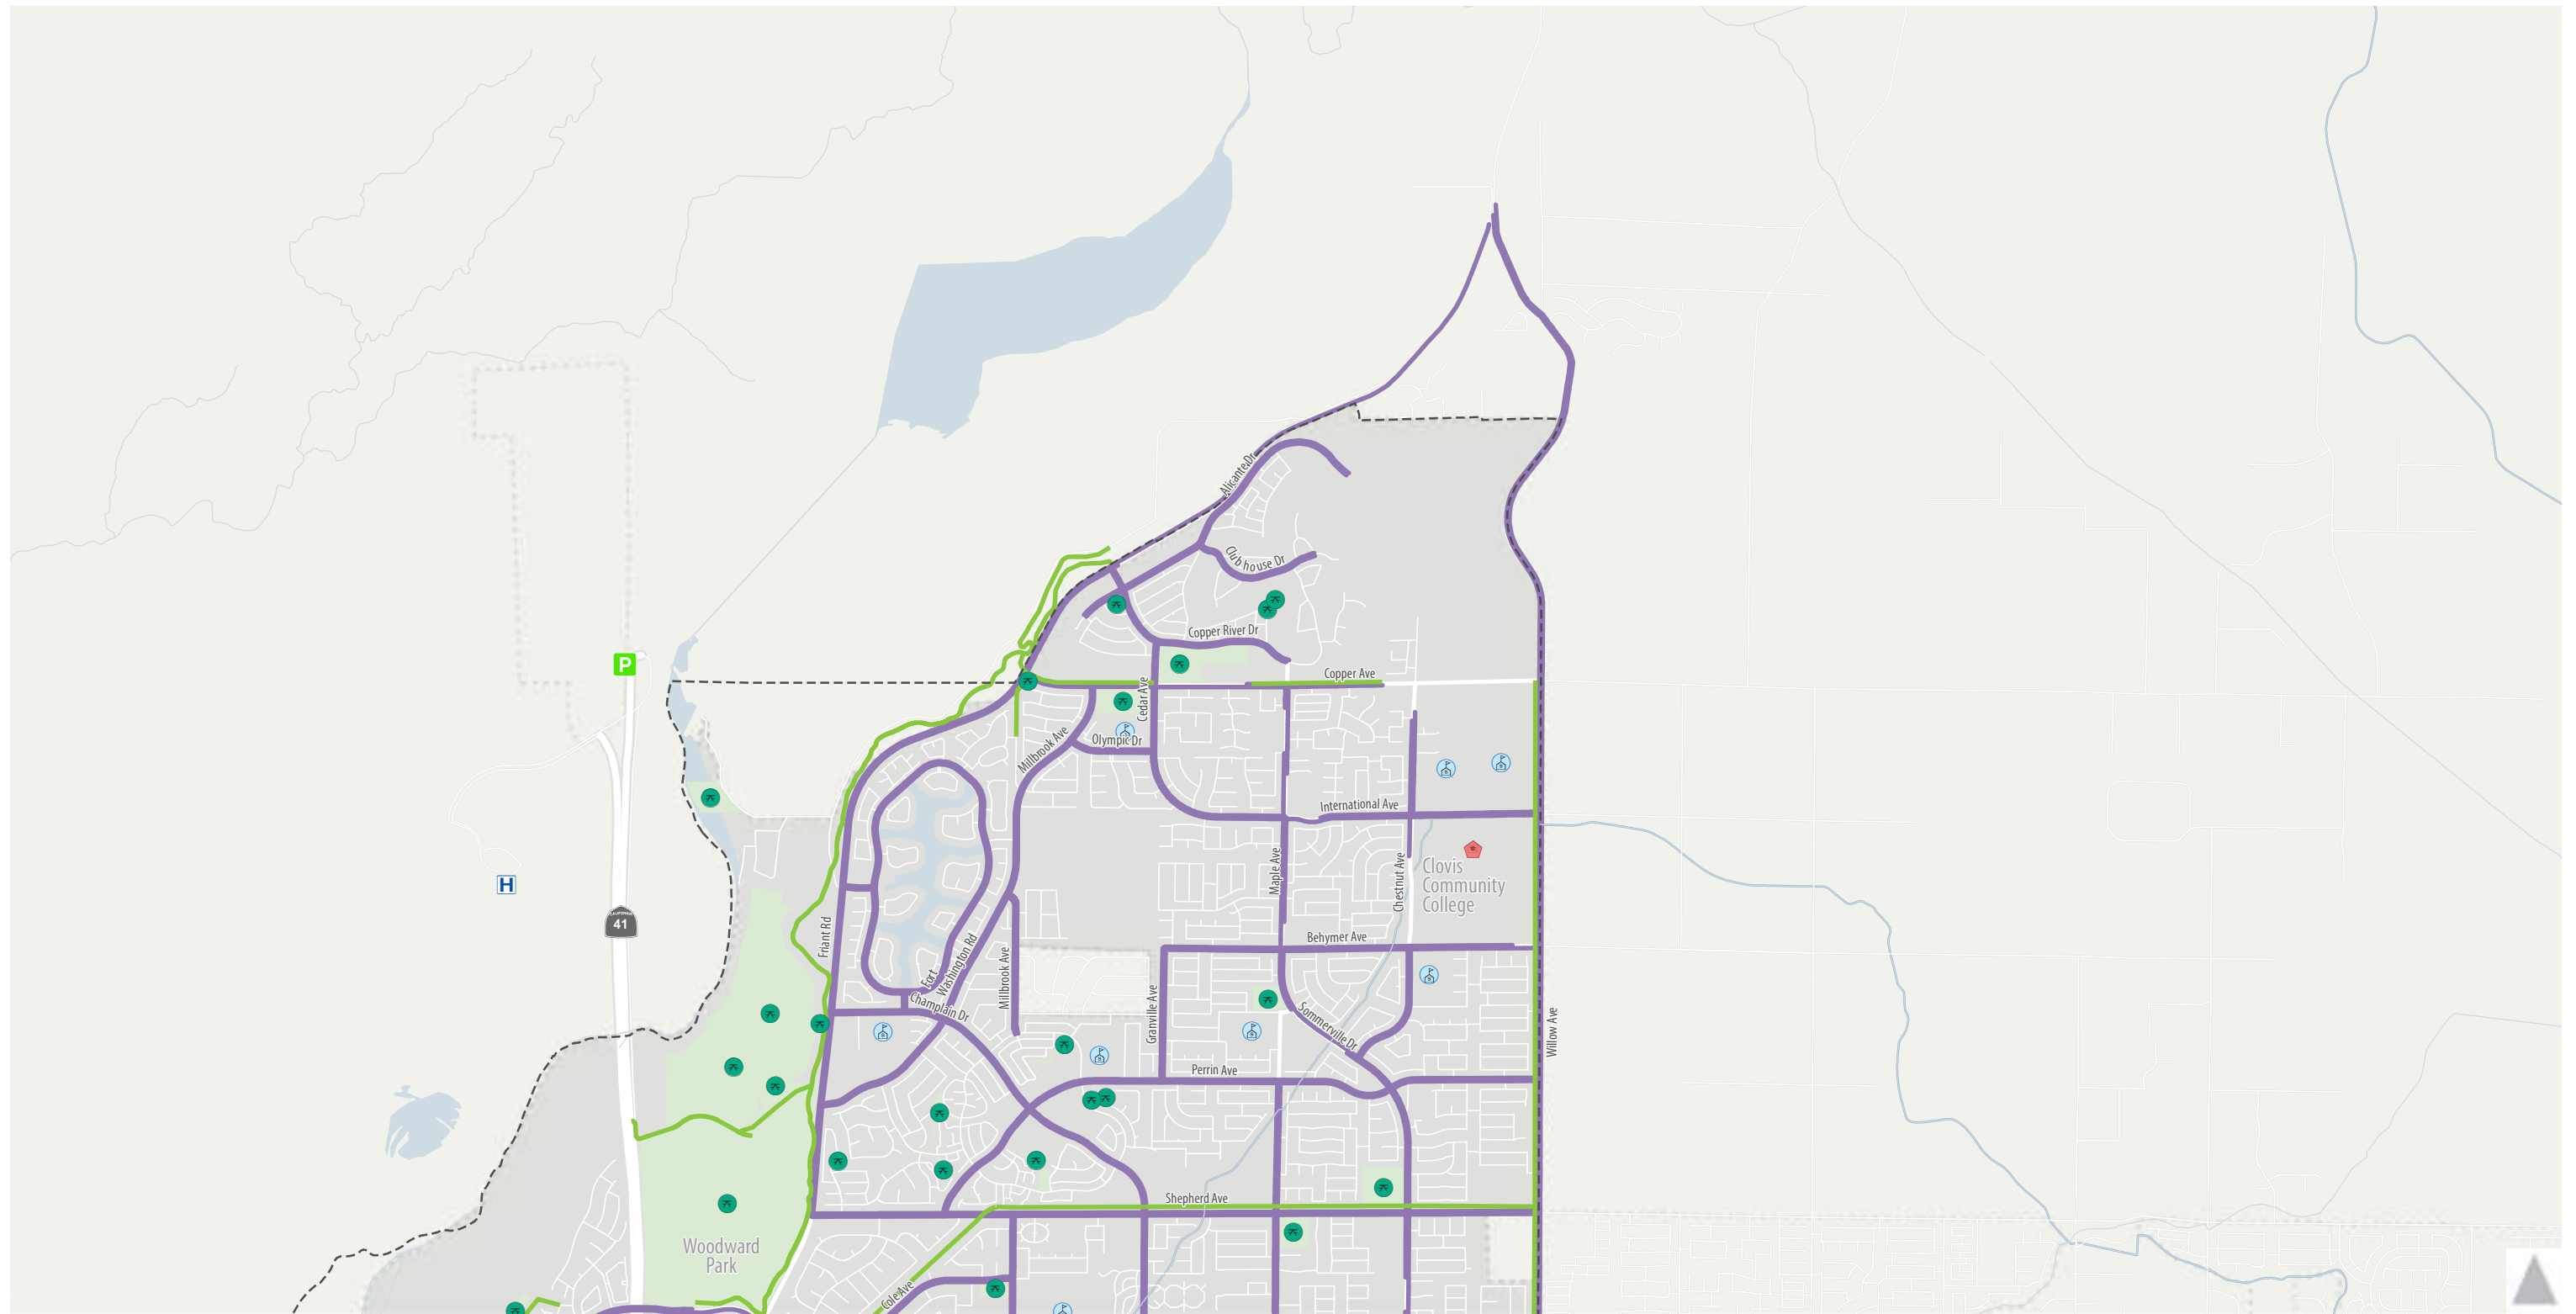 Alicante Dr
Club house Dr
Copper River Dr
P
Copper Ave
Cedar Ave
Olympic Dr
Millbrook Ave
International Ave
H
CALIFORNIA
41
Maple Ave
Chestnut Ave
Clovis
Community
College
Friant Rd
Behymer Ave
Fort
Washington Rd
Millbrook Ave
Champlain Dr
Granville Ave
Sommerville Dr
Willow Ave
Perrin Ave
Shepherd Ave
Woodward
Park
Cole Ave